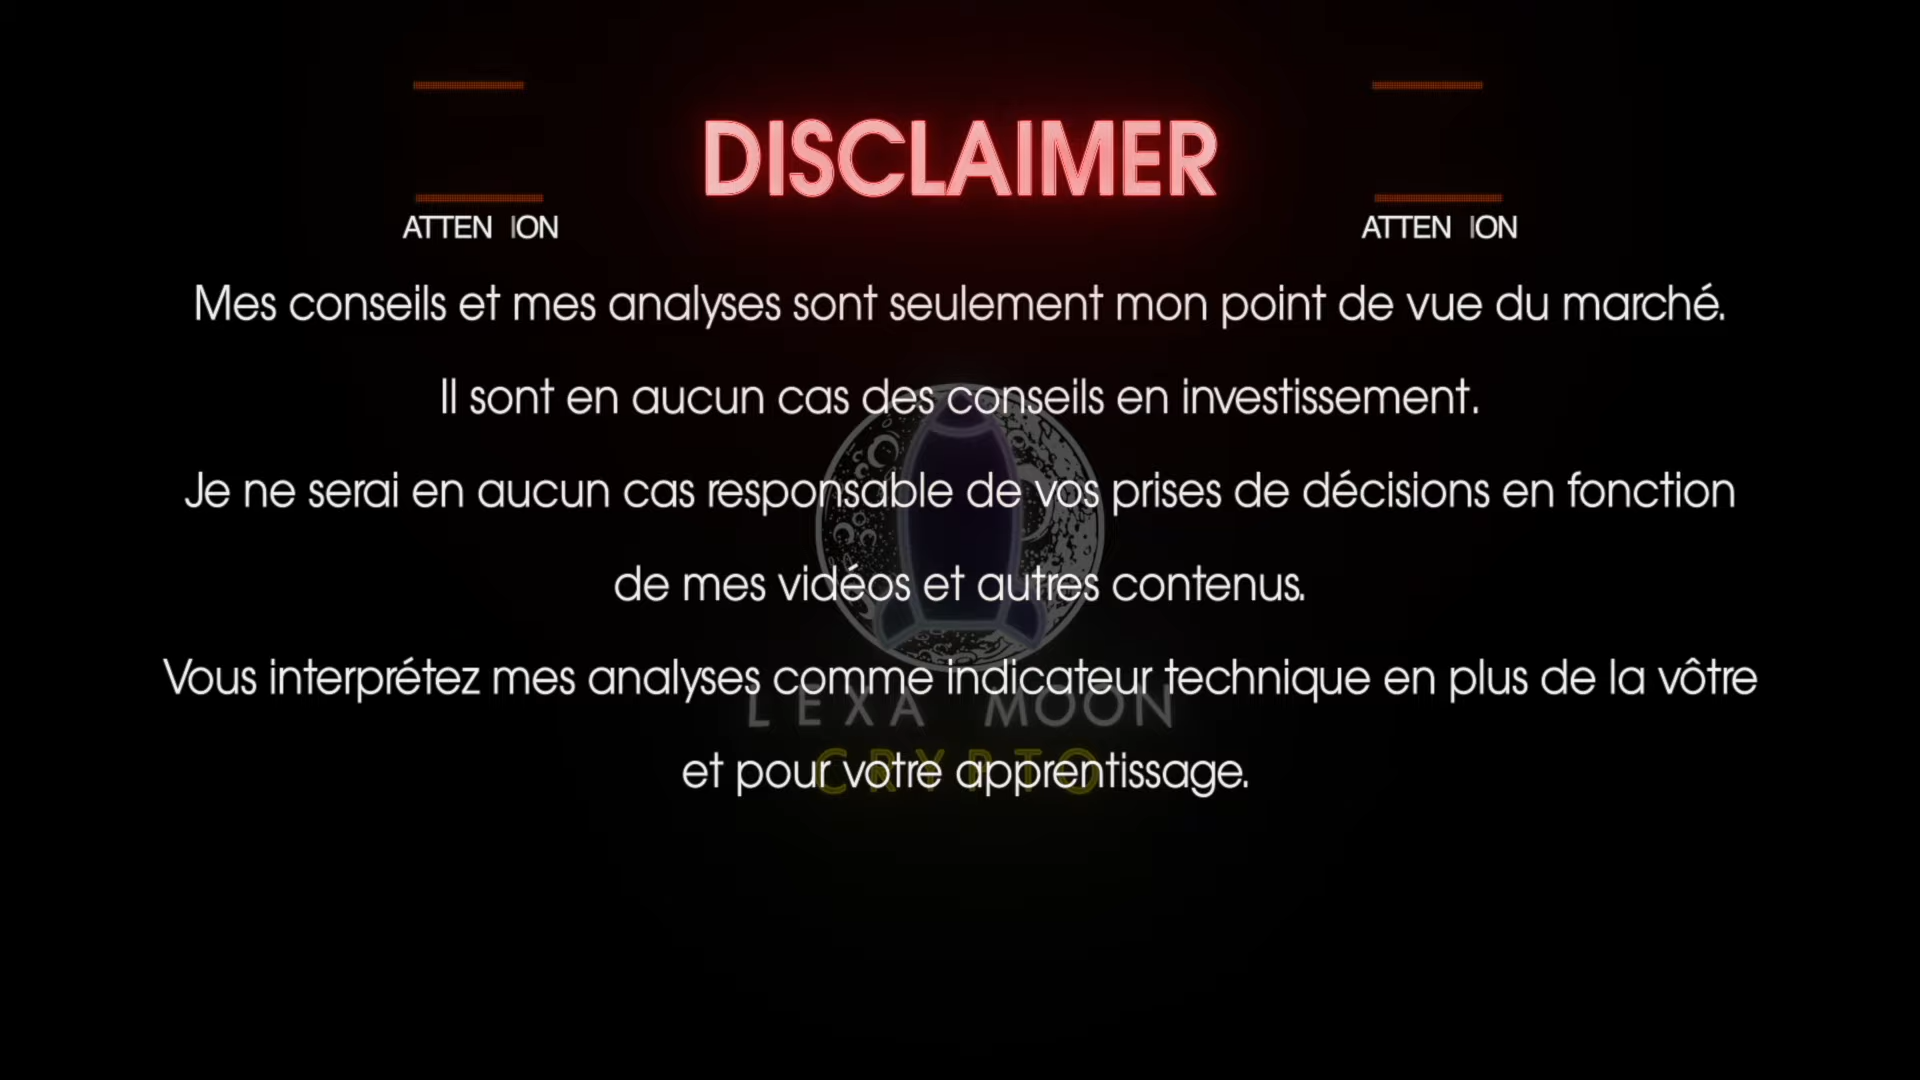 DISCLAIMER
ATTEN ION
ATTEN ION
Mes conseils et mes analyses sont seulement mon point de vue du marché.
Il sont en aucun cas des conseils en investissement.
Je ne serai en aucun cas responsable de vos prises de décisions en fonction
de mes vidéos et autres contenus.
Vous interprétez mes analyses comme indicateur technique en plus de la vôtre
LEXA MOON
et pour votre apprentissage.
CRYPTO